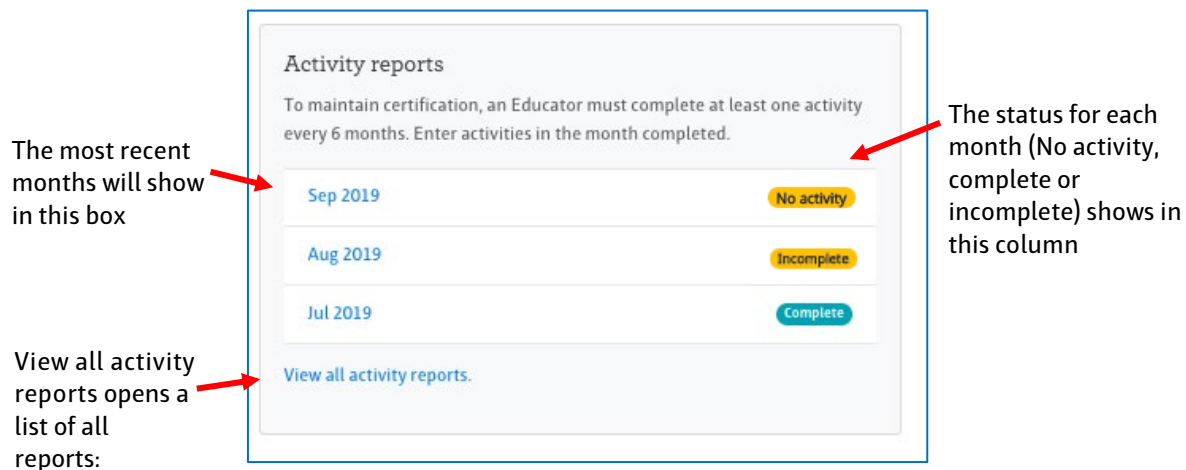 Activity reports
To maintain certification, an Educator must complete at least one activity
every 6 months. Enter activities in the month completed.
The most recent
months will show
in this box
Sep 2019 No activity
Aug 2019 Incomplete
Jul 2019 Complete
The status for each
month (No activity,
complete or
incomplete) shows in
this column
View all activity
reports opens a
list of all
reports:
View all activity reports.